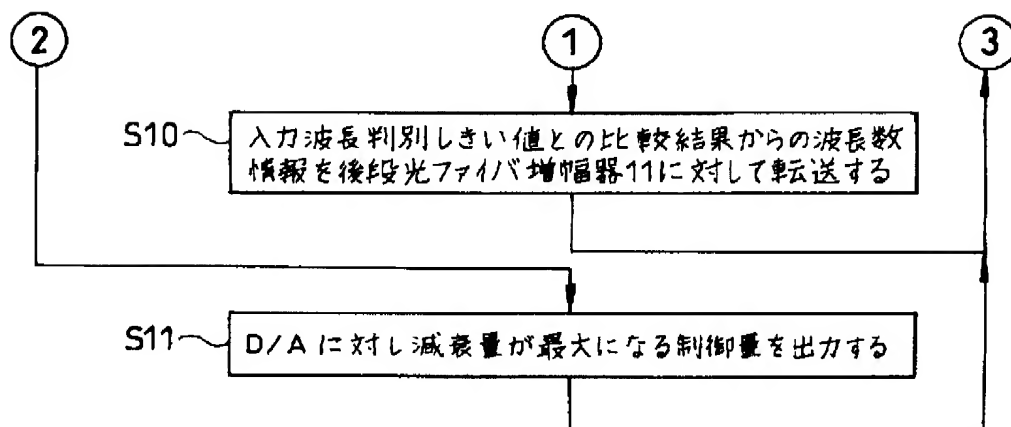 2 1 3
S10 入力波長判別しきい値との比較結果からの波長数
情報を後段光ファイバ増幅器11に対して転送する
S11 D/Aに対し減衰量が最大になる制御量を出力する